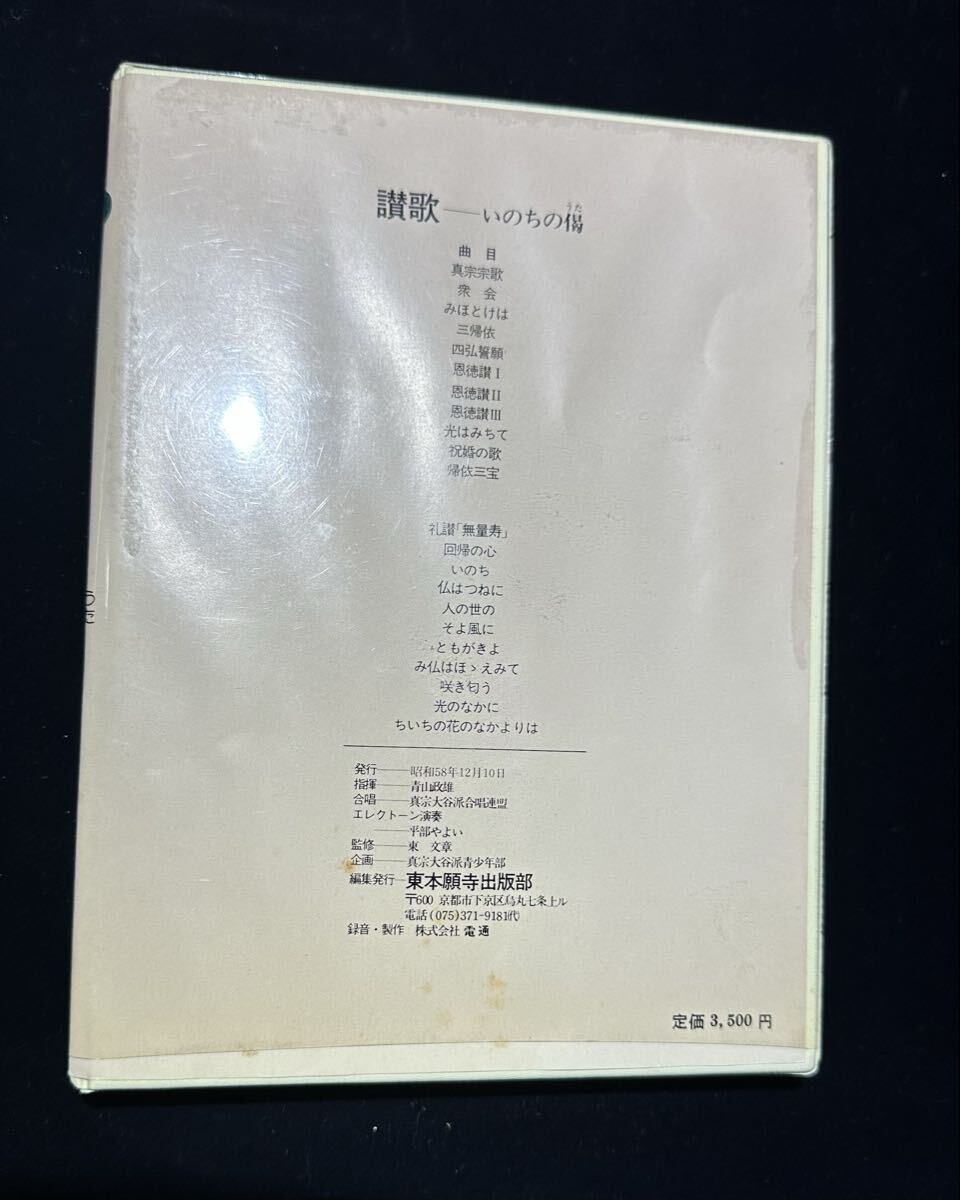 讃歌——いのちの偈
うた
曲　目
真宗宗歌
衆　会
みほとけは
三帰依
四弘誓願
恩徳讃 I
恩徳讃 II
恩徳讃 III
光はみちて
祝婚の歌
帰依三宝
礼讃「無量寿」
回帰の心
いのち
仏はつねに
人の世の
そよ風に
ともがきよ
み仏はほゝえみて
咲き匂う
光のなかに
ちいちの花のなかよりは
発行——昭和58年12月10日
指揮——青山政雄
合唱——真宗大谷派合唱連盟
エレクトーン演奏
——平部やよい
監修——東　文章
企画——真宗大谷派青少年部
編集発行—東本願寺出版部
〒600 京都市下京区烏丸七条上ル
電話(075)371-9181㈹
録音・製作　株式会社 電通
定価 3,500 円
うた